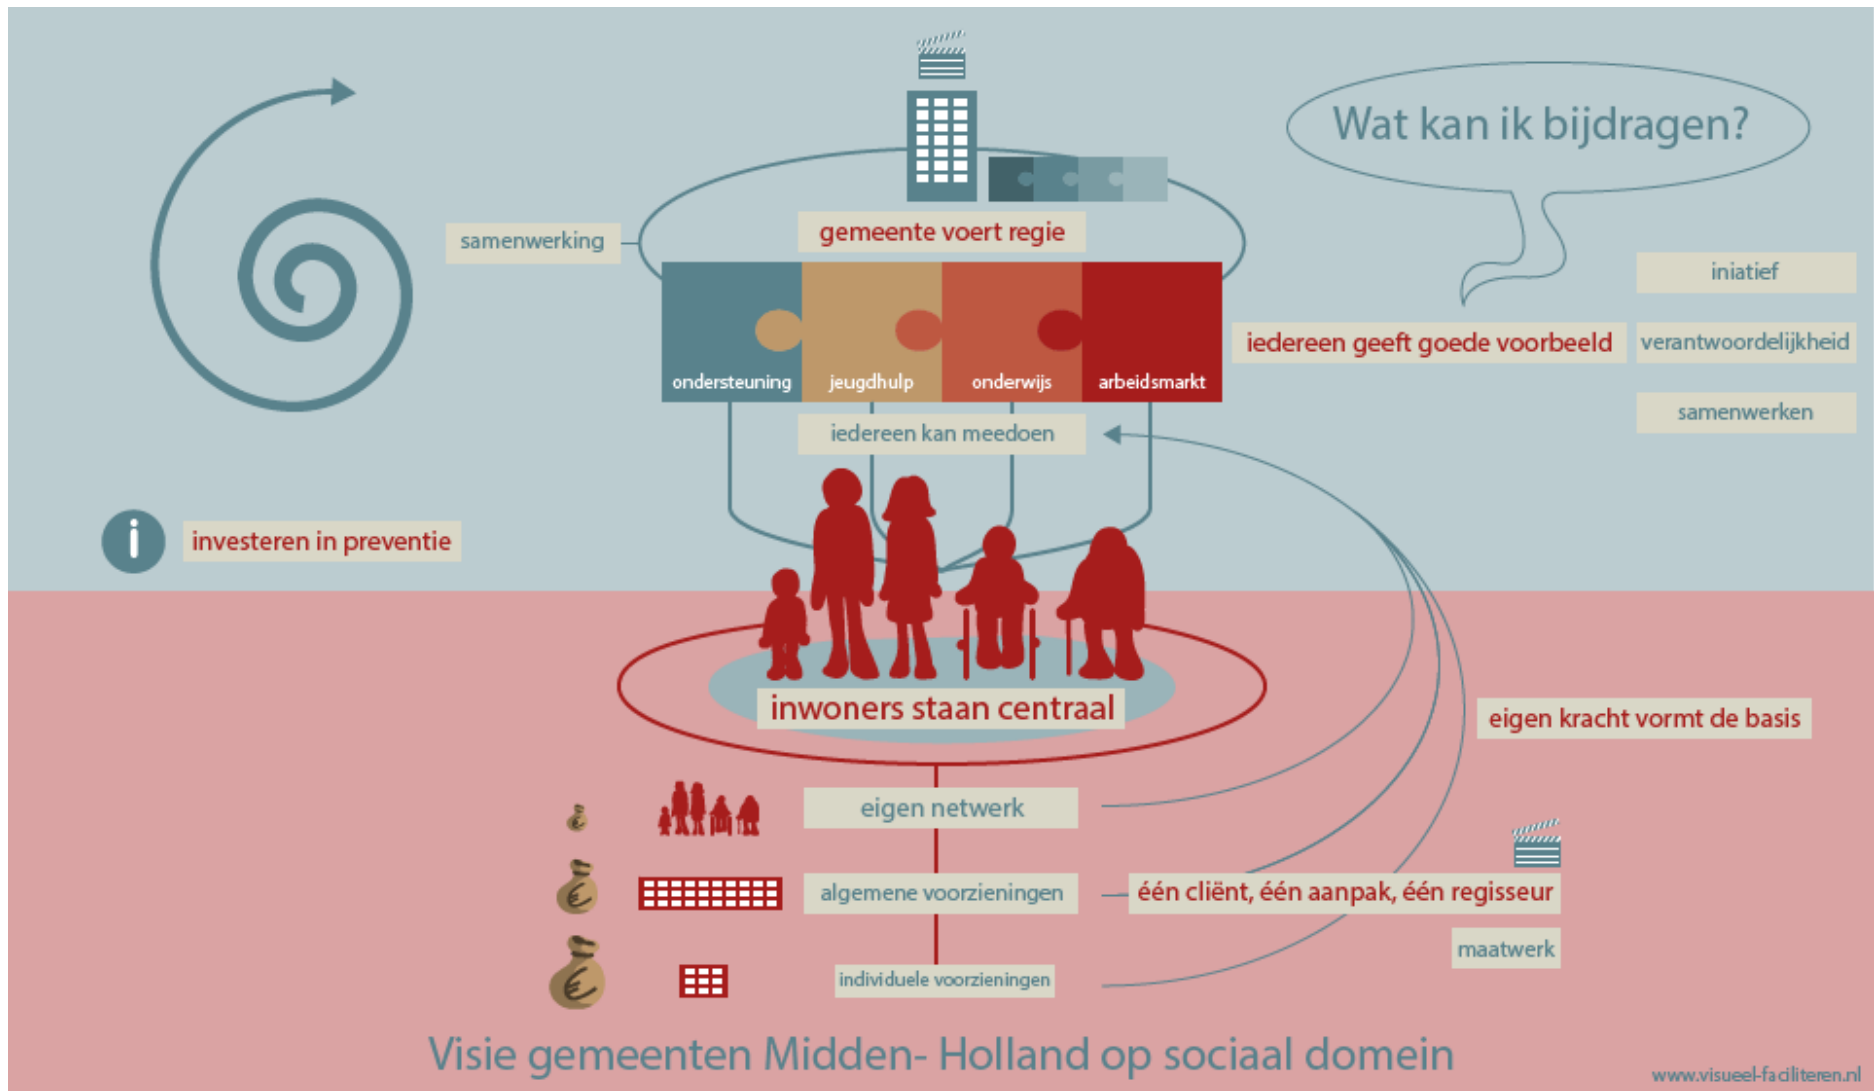 Wat kan ik bijdragen?
samenwerking
gemeente voert regie
iniatief
iedereen geeft goede voorbeeld
verantwoordelijkheid
samenwerken
ondersteuning
jeugdhulp
onderwijs
arbeidsmarkt
iedereen kan meedoen
i
investeren in preventie
inwoners staan centraal
eigen kracht vormt de basis
eigen netwerk
€
algemene voorzieningen
één cliënt, één aanpak, één regisseur
maatwerk
€
individuele voorzieningen
Visie gemeenten Midden- Holland op sociaal domein
www.visueel-faciliteren.nl